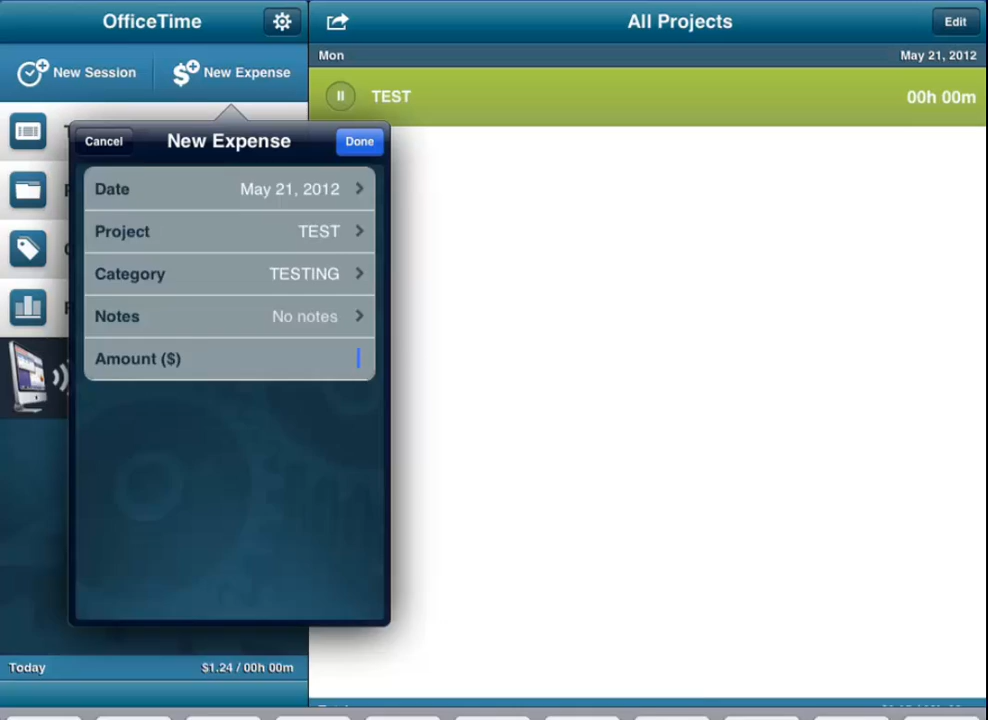 OfficeTime
All Projects
Edit
New Session
New Expense
Mon
May 21, 2012
TEST
00h 00m
Cancel
New Expense
Done
Date
May 21, 2012
Project
TEST
Category
TESTING
Notes
No notes
Amount ($)
Today
$1.24 / 00h 00m